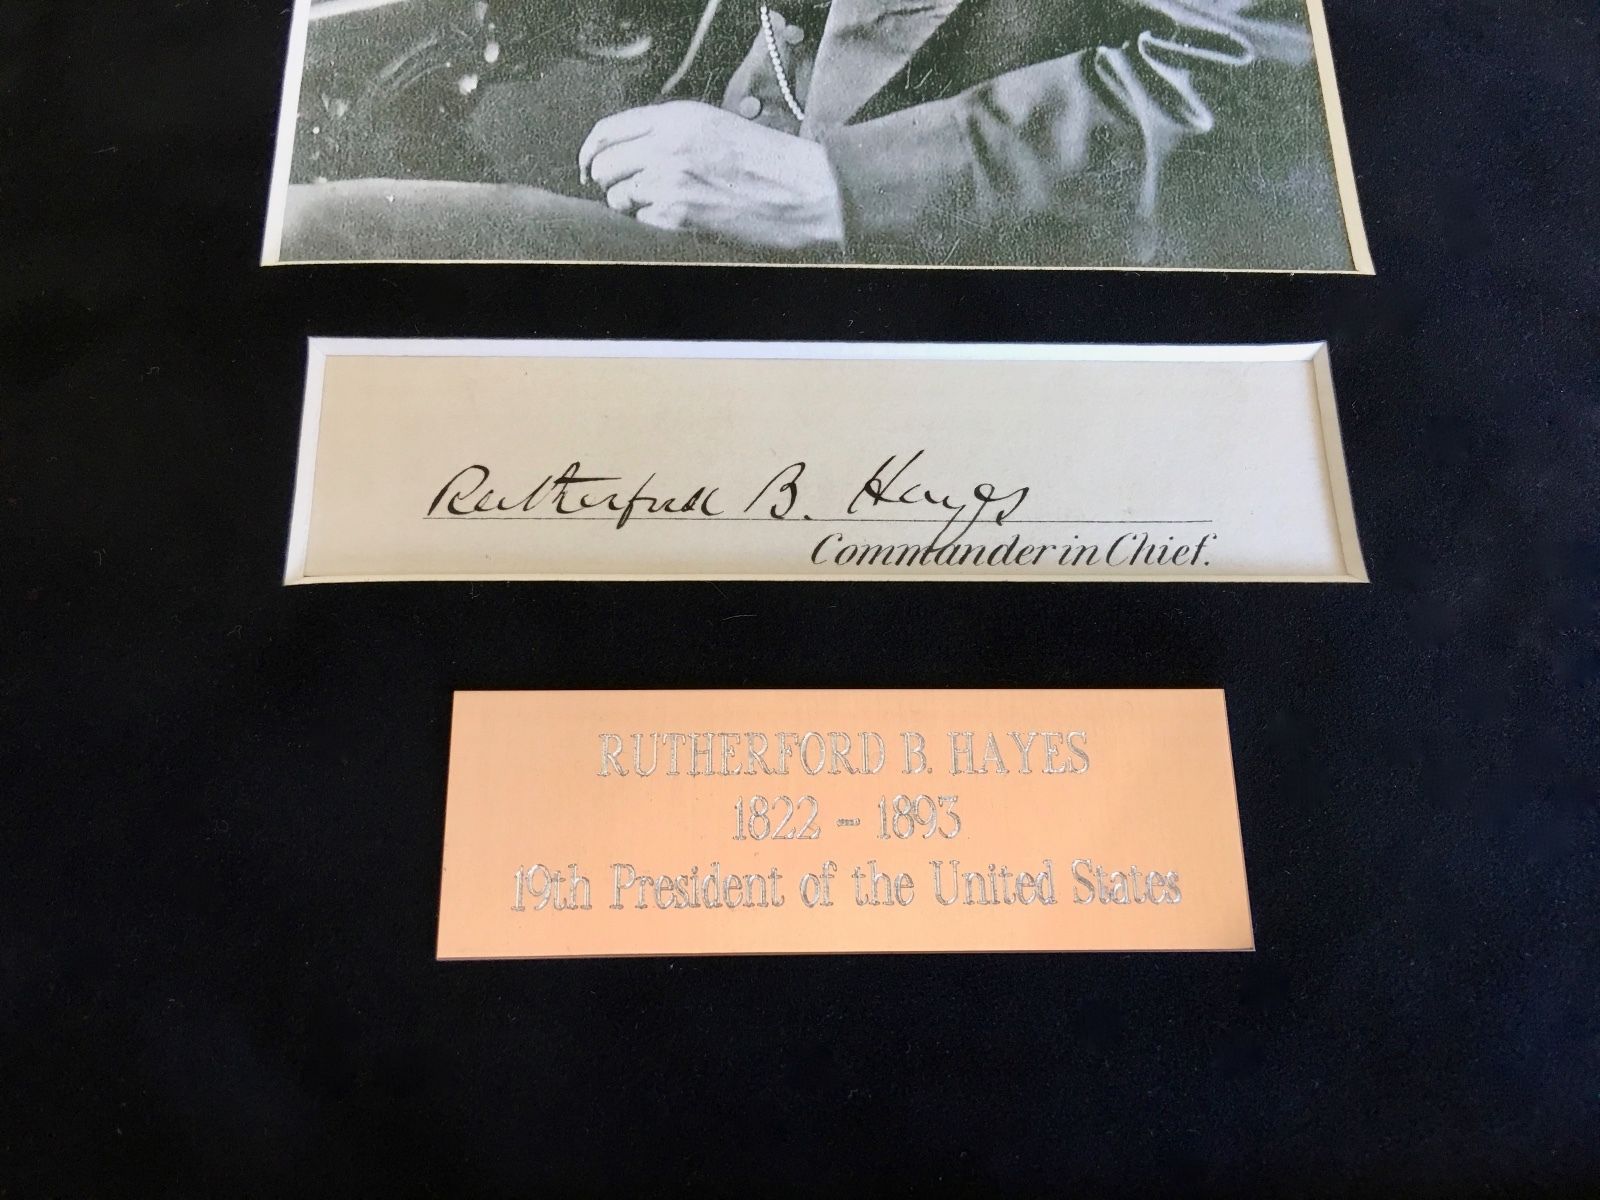 Rutherford B. Hayes
Commander in Chief.
RUTHERFORD B. HAYES
1822 - 1893
19th President of the United States